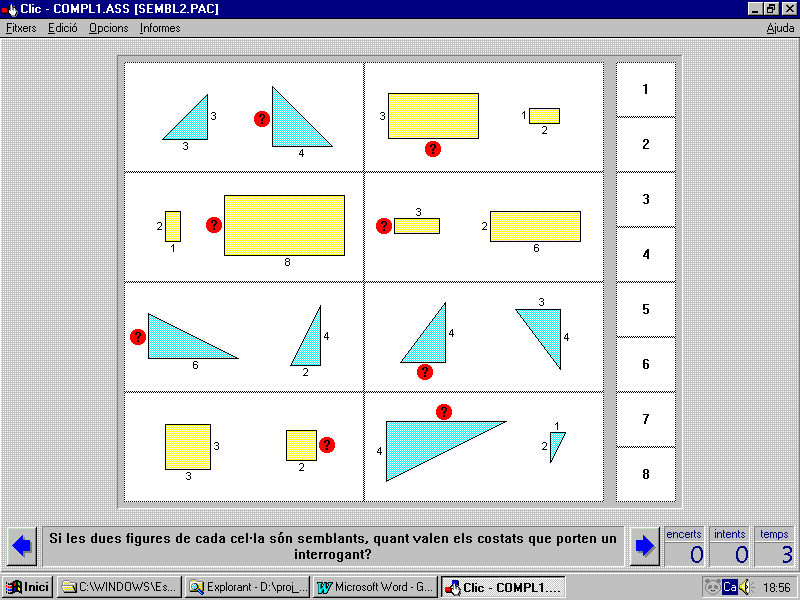 Clic - COMPL1.ASS [SEMBL2.PAC]
Fitxers Edició Opcions Informes Ajuda
3 3 ? 4
3 ? 1 2
1
2
2 1 ? 8
? 3 2 6
3
4
? 6 4 2
4 ? 3 4
5
6
3 3 2 ?
? 4 1 2
7
8
Si les dues figures de cada cel·la són semblants, quant valen els costats que porten un
interrogant?
encerts intents temps
0 0 3
Inici C:\WINDOWS\Es... Explorant - D:\proj_... Microsoft Word - G... Clic - COMPL1.... Ca 18:56